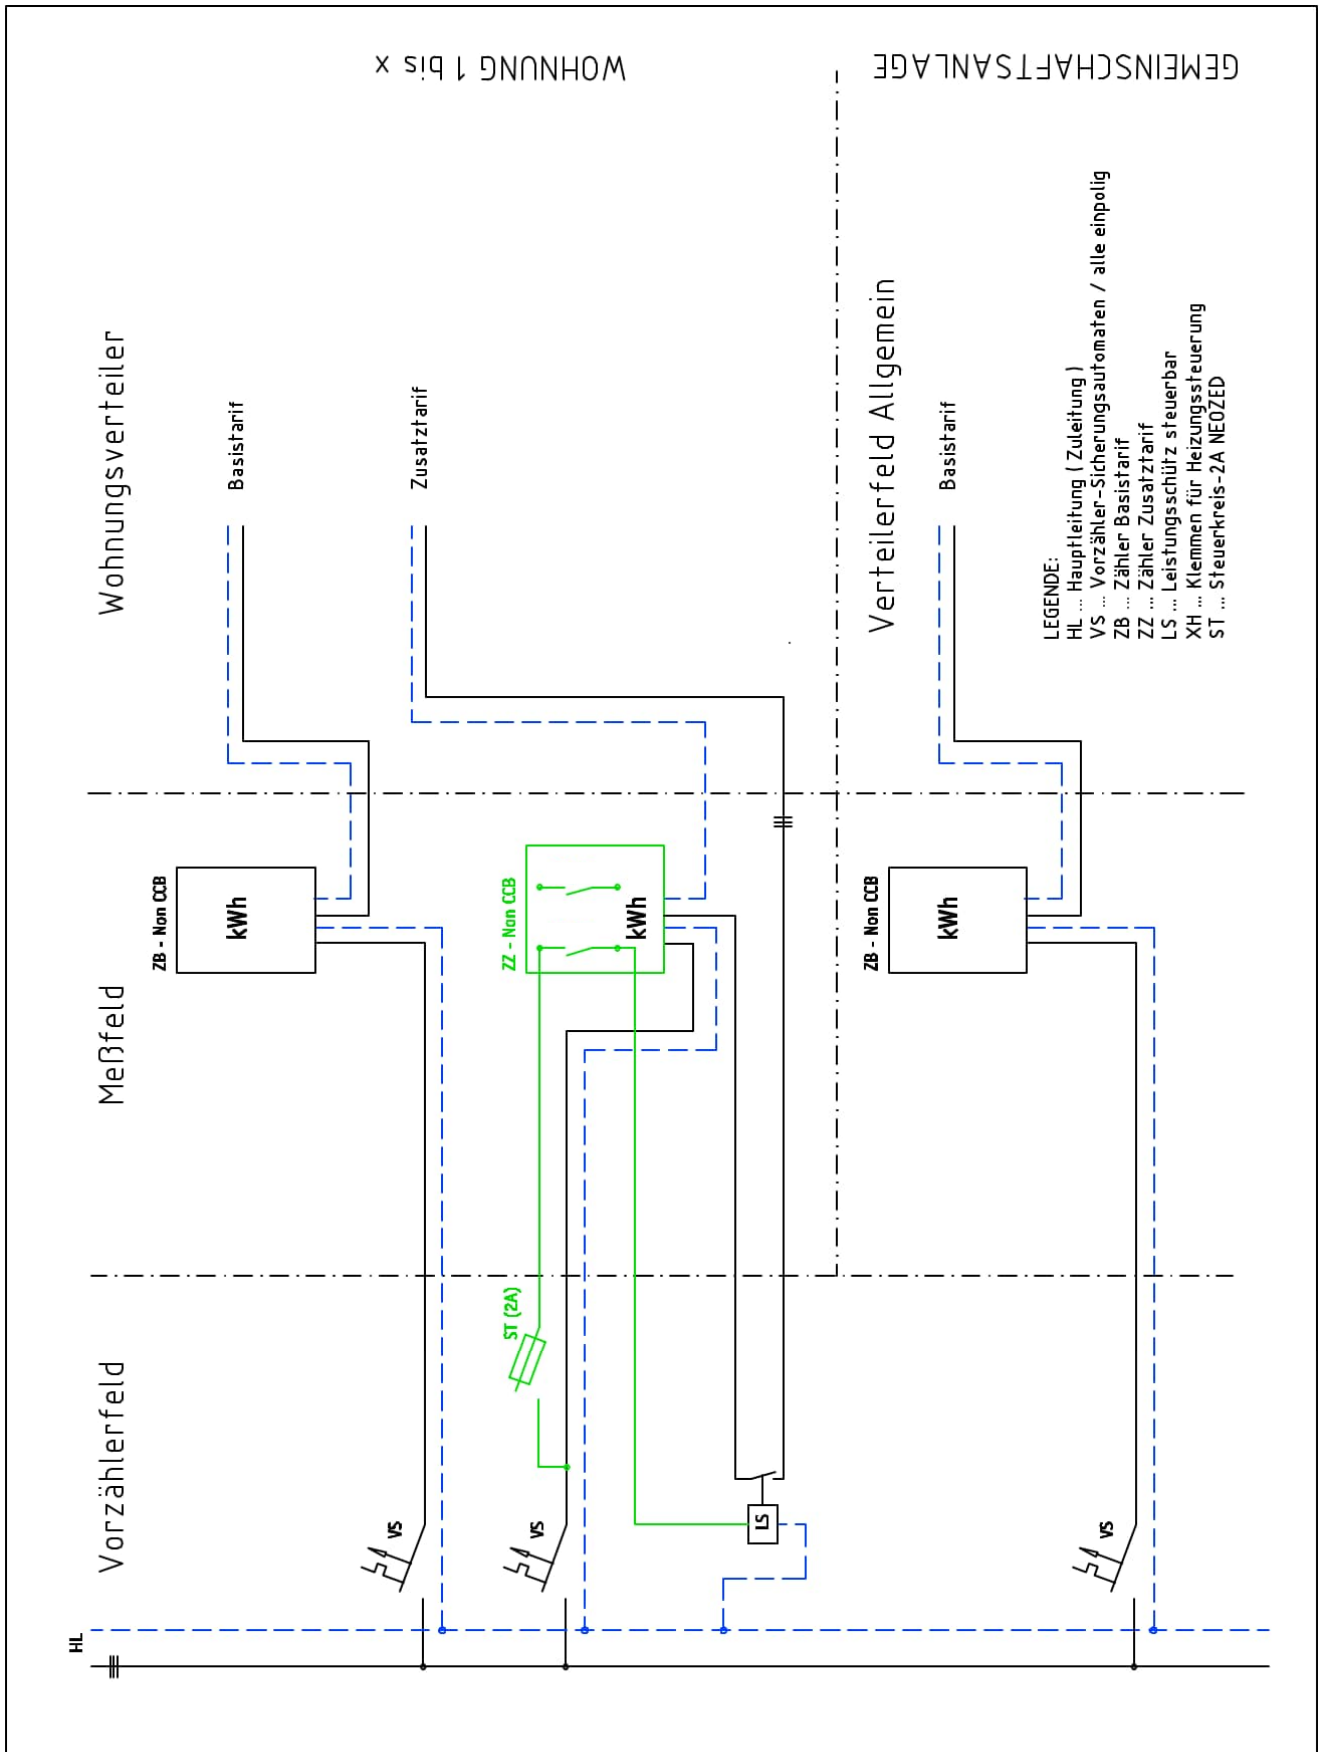 WOHNUNG 1 bis x
GEMEINSCHAFTSANLAGE
Vorzählerfeld
Meßfeld
Wohnungsverteiler
HL
VS
ZB - Non CCB
kWh
Basistarif
VS
ST (2A)
ZZ - Non CCB
kWh
Zusatztarif
LS
Verteilerfeld Allgemein
VS
ZB - Non CCB
kWh
Basistarif
LEGENDE:
HL ... Hauptleitung ( Zuleitung )
VS ... Vorzähler-Sicherungsautomaten / alle einpolig
ZB ... Zähler Basistarif
ZZ ... Zähler Zusatztarif
LS ... Leistungsschütz steuerbar
XH ... Klemmen für Heizungssteuerung
ST ... Steuerkreis-2A NEOZED